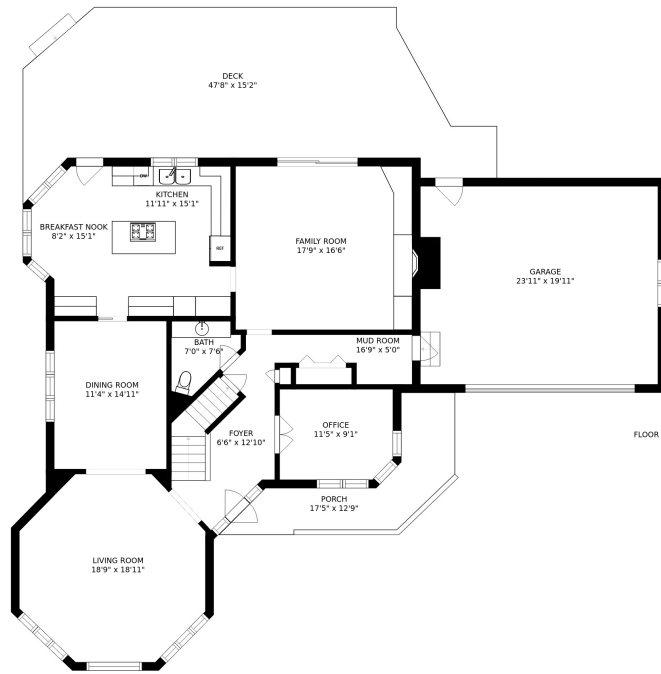 DECK
47'8" x 15'2"
DW
KITCHEN
11'11" x 15'1"
BREAKFAST NOOK
8'2" x 15'1"
REF
FAMILY ROOM
17'9" x 16'6"
GARAGE
23'11" x 19'11"
BATH
7'0" x 7'6"
MUD ROOM
16'9" x 5'0"
DINING ROOM
11'4" x 14'11"
OFFICE
11'5" x 9'1"
FOYER
6'6" x 12'10"
FLOOR
PORCH
17'5" x 12'9"
LIVING ROOM
18'9" x 18'11"